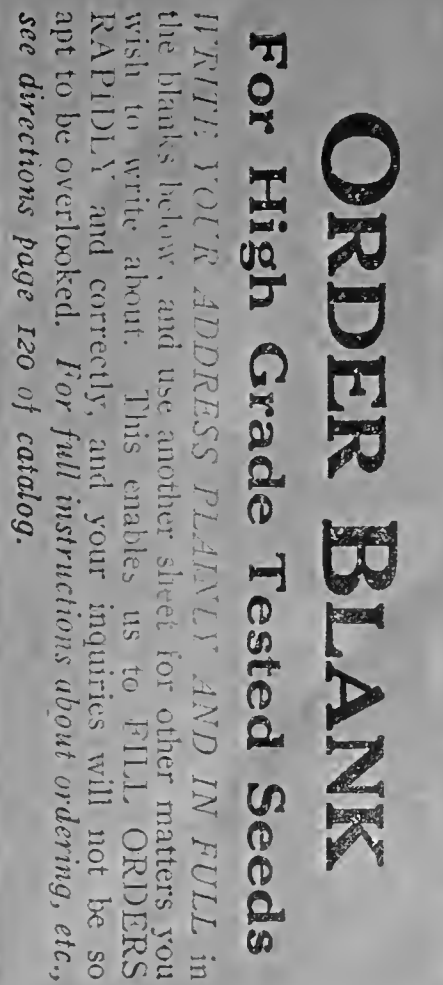 ORDER BLANK
For High Grade Tested Seeds
WRITE YOUR ADDRESS PLAINLY AND IN FULL in
the blanks below, and use another sheet for other matters you
wish to write about. This enables us to FILL ORDERS
RAPIDLY and correctly, and your inquiries will not be so
apt to be overlooked. For full instructions about ordering, etc.,
see directions page 120 of catalog.